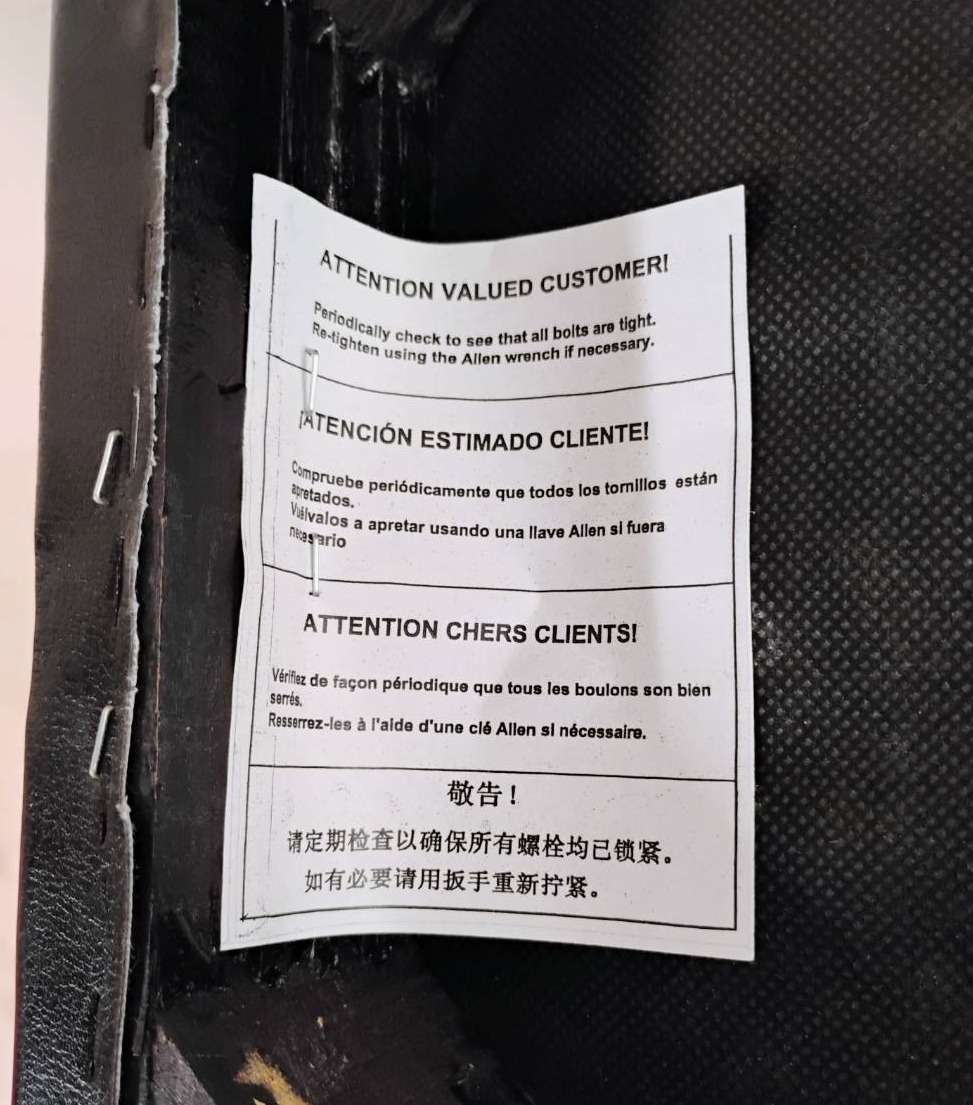 ATTENTION VALUED CUSTOMER!
Periodically check to see that all bolts are tight.
Re-tighten using the Allen wrench if necessary.
¡ATENCIÓN ESTIMADO CLIENTE!
Compruebe periódicamente que todos los tornillos están
apretados.
Vuélvalos a apretar usando una llave Allen si fuera
necesario
ATTENTION CHERS CLIENTS!
Vérifiez de façon périodique que tous les boulons son bien
serrés.
Resserrez-les à l'aide d'une clé Allen si nécessaire.
敬告！
请定期检查以确保所有螺栓均已锁紧。
如有必要请用扳手重新拧紧。